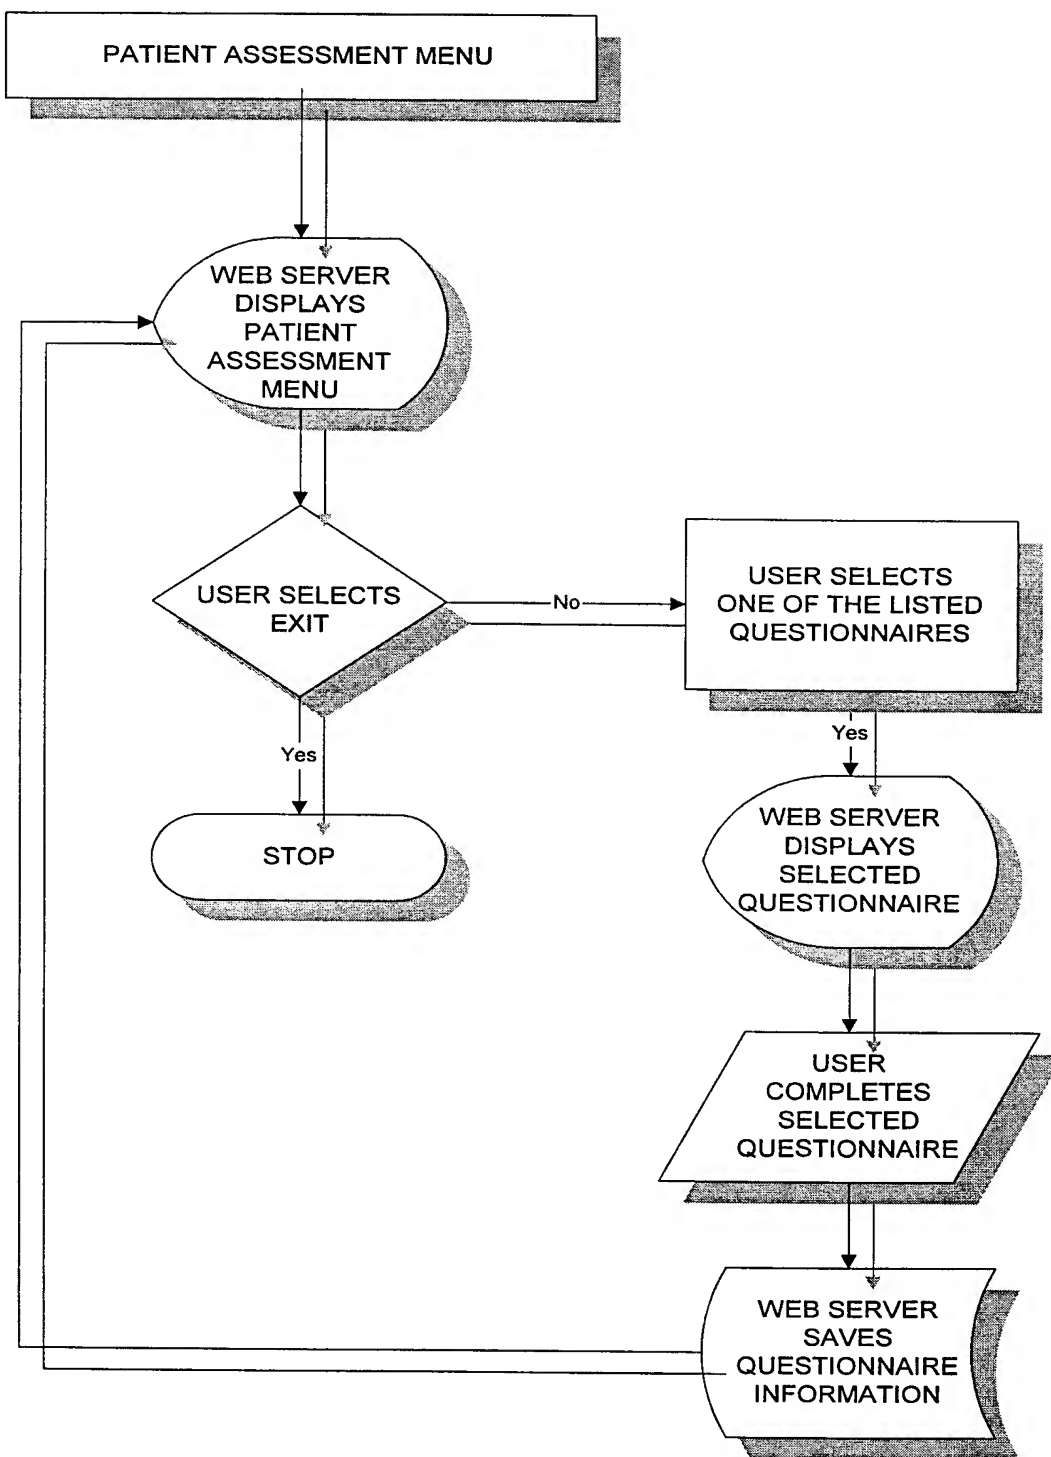 PATIENT ASSESSMENT MENU
WEB SERVER
DISPLAYS
PATIENT
ASSESSMENT
MENU
USER SELECTS
EXIT
No
USER SELECTS
ONE OF THE LISTED
QUESTIONNAIRES
Yes
Yes
STOP
WEB SERVER
DISPLAYS
SELECTED
QUESTIONNAIRE
USER
COMPLETES
SELECTED
QUESTIONNAIRE
WEB SERVER
SAVES
QUESTIONNAIRE
INFORMATION